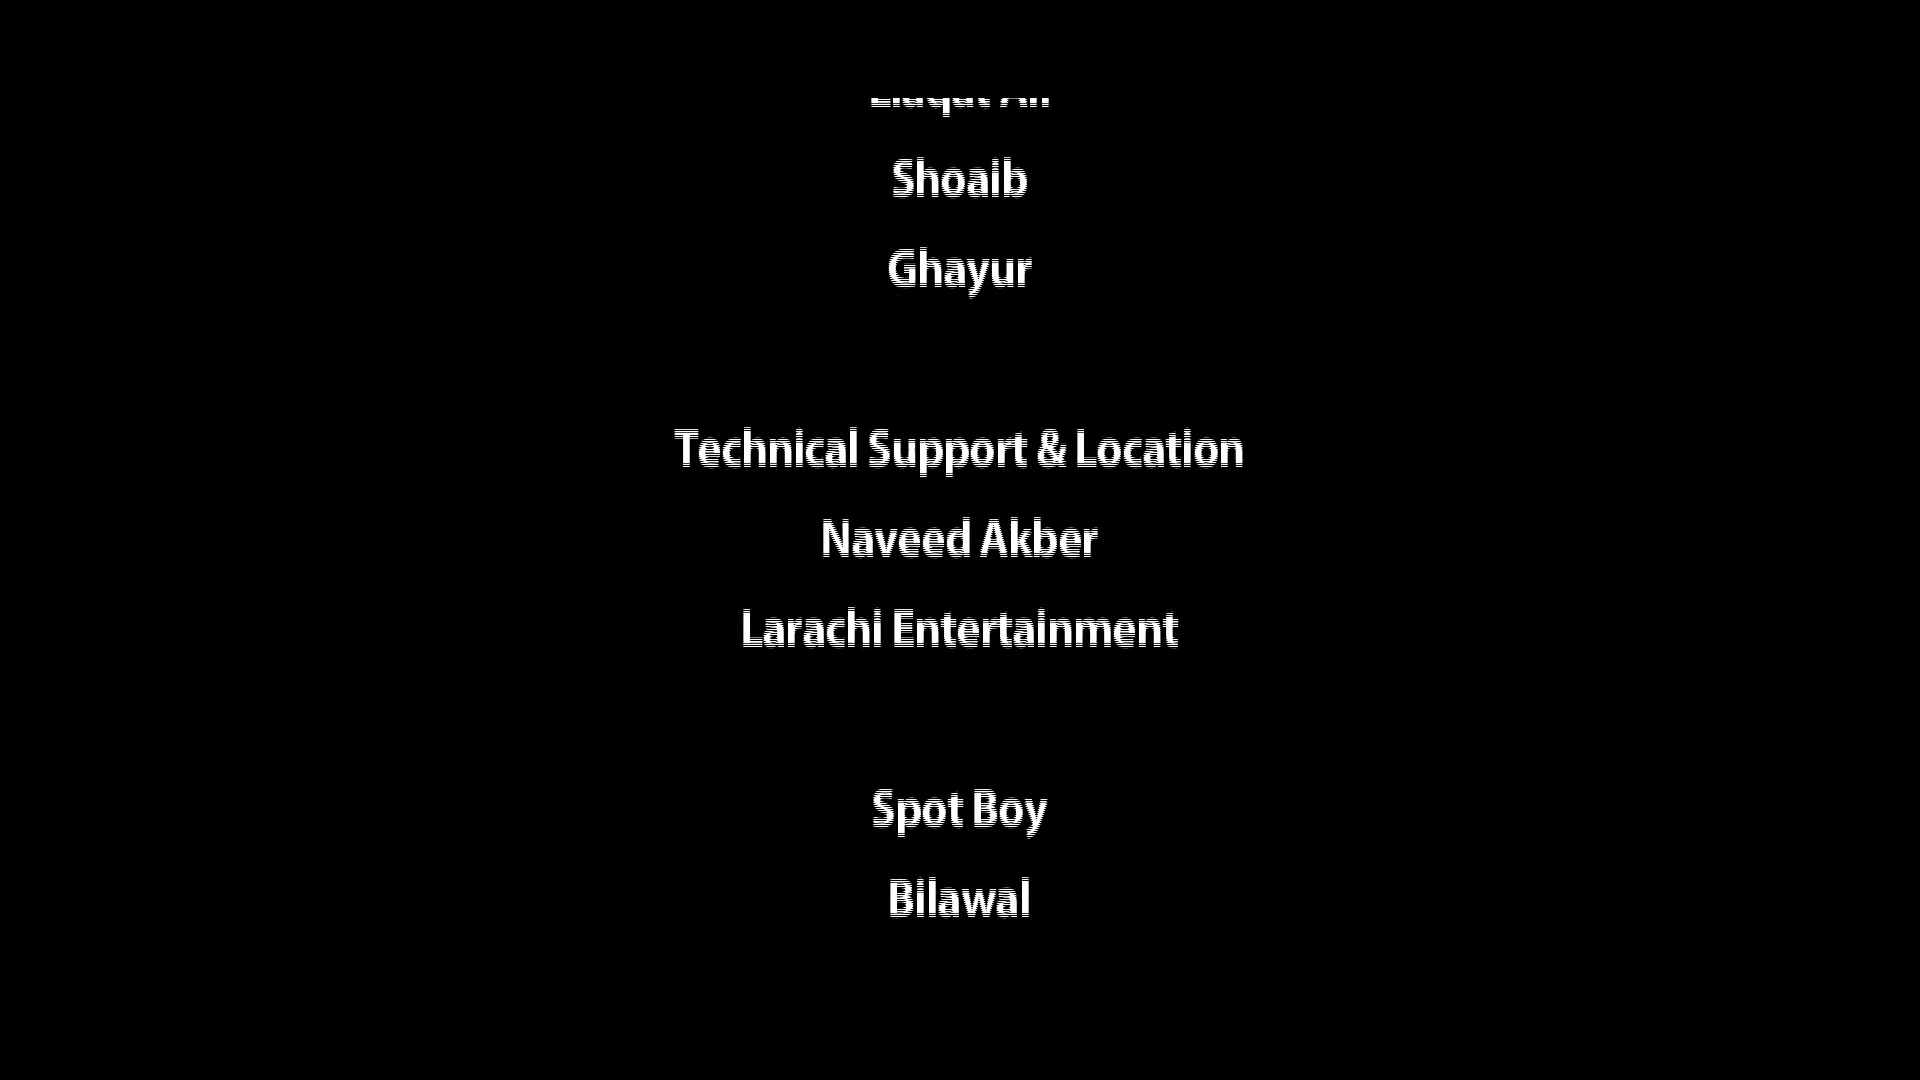 Shoaib
Ghayur
Technical Support & Location
Naveed Akber
Larachi Entertainment
Spot Boy
Bilawal